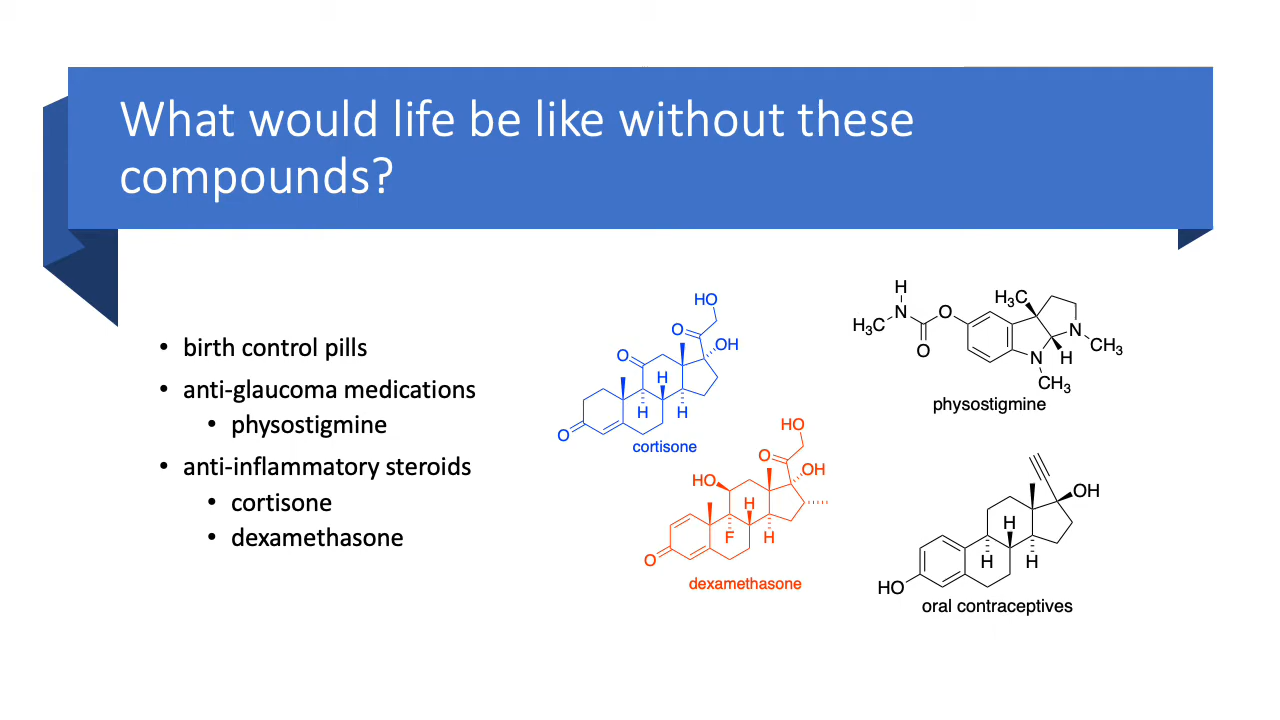 What would life be like without these
compounds?
• birth control pills
• anti-glaucoma medications
• physostigmine
• anti-inflammatory steroids
• cortisone
• dexamethasone
HO
O
OH
O
H
H
H
O
cortisone
HO
O
OH
HO
H
F
H
O
dexamethasone
H
N
H₃C
O
O
H₃C
N
CH₃
N
H
CH₃
physostigmine
OH
H
H
H
HO
oral contraceptives